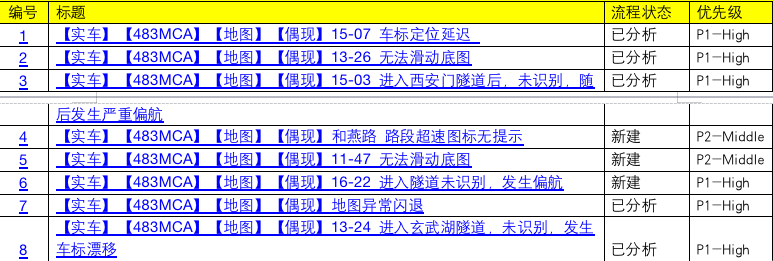 编号 标题 流程状态 优先级
1 【实车】【483MCA】【地图】【偶现】15-07 车标定位延迟 已分析 P1-High
2 【实车】【483MCA】【地图】【偶现】13-26 无法滑动底图 已分析 P1-High
3 【实车】【483MCA】【地图】【偶现】15-03 进入西安门隧道后，未识别，随 已分析 P1-High
后发生严重偏航
4 【实车】【483MCA】【地图】【偶现】和燕路 路段超速图标无提示 新建 P2-Middle
5 【实车】【483MCA】【地图】【偶现】11-47 无法滑动底图 新建 P2-Middle
6 【实车】【483MCA】【地图】【偶现】16-22 进入隧道未识别，发生偏航 新建 P1-High
7 【实车】【483MCA】【地图】【偶现】地图异常闪退 已分析 P1-High
【实车】【483MCA】【地图】【偶现】13-24 进入玄武湖隧道，未识别，发生
8 车标漂移 已分析 P1-High